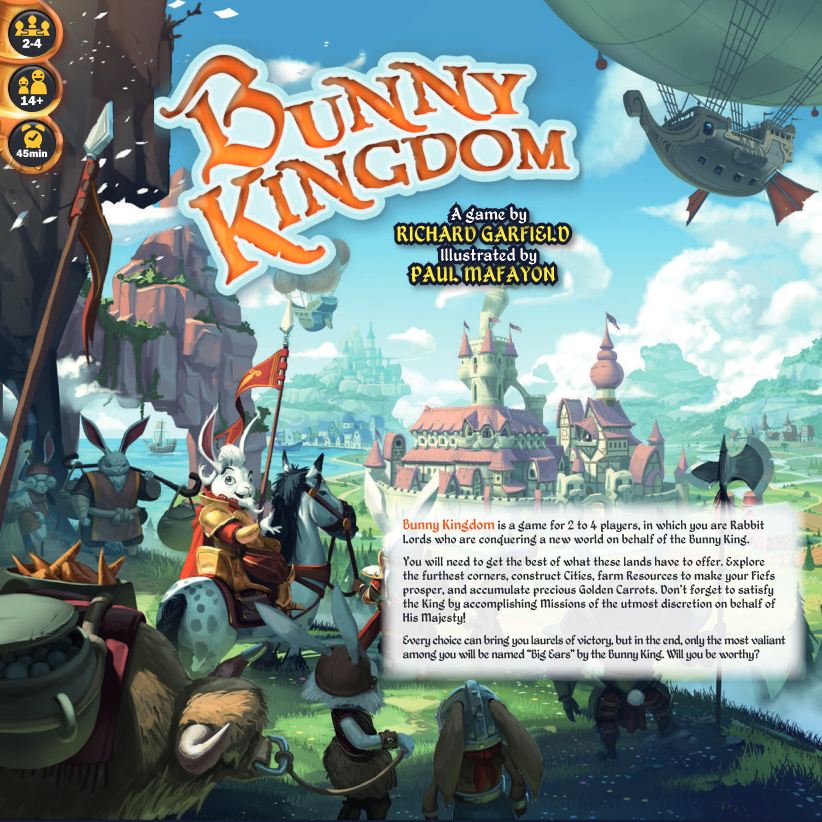 2-4
14+
45min
BUNNY
KINGDOM
A game by
RICHARD GARFIELD
Illustrated by
PAUL MAFAYON
Bunny Kingdom is a game for 2 to 4 players, in which you are Rabbit
Lords who are conquering a new world on behalf of the Bunny King.
You will need to get the best of what these lands have to offer. Explore
the furthest corners, construct Cities, farm Resources to make your Fiefs
prosper, and accumulate precious Golden Carrots. Don't forget to satisfy
the King by accomplishing Missions of the utmost discretion on behalf of
His Majesty!
Every choice can bring you laurels of victory, but in the end, only the most valiant
among you will be named "Big Ears" by the Bunny King. Will you be worthy?